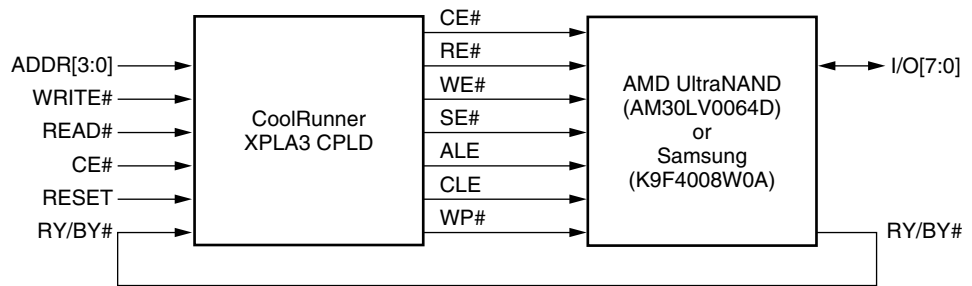 ADDR[3:0]
WRITE#
READ#
CE#
RESET
RY/BY#
CoolRunner
XPLA3 CPLD
CE#
RE#
WE#
SE#
ALE
CLE
WP#
AMD UltraNAND
(AM30LV0064D)
or
Samsung
(K9F4008W0A)
I/O[7:0]
RY/BY#